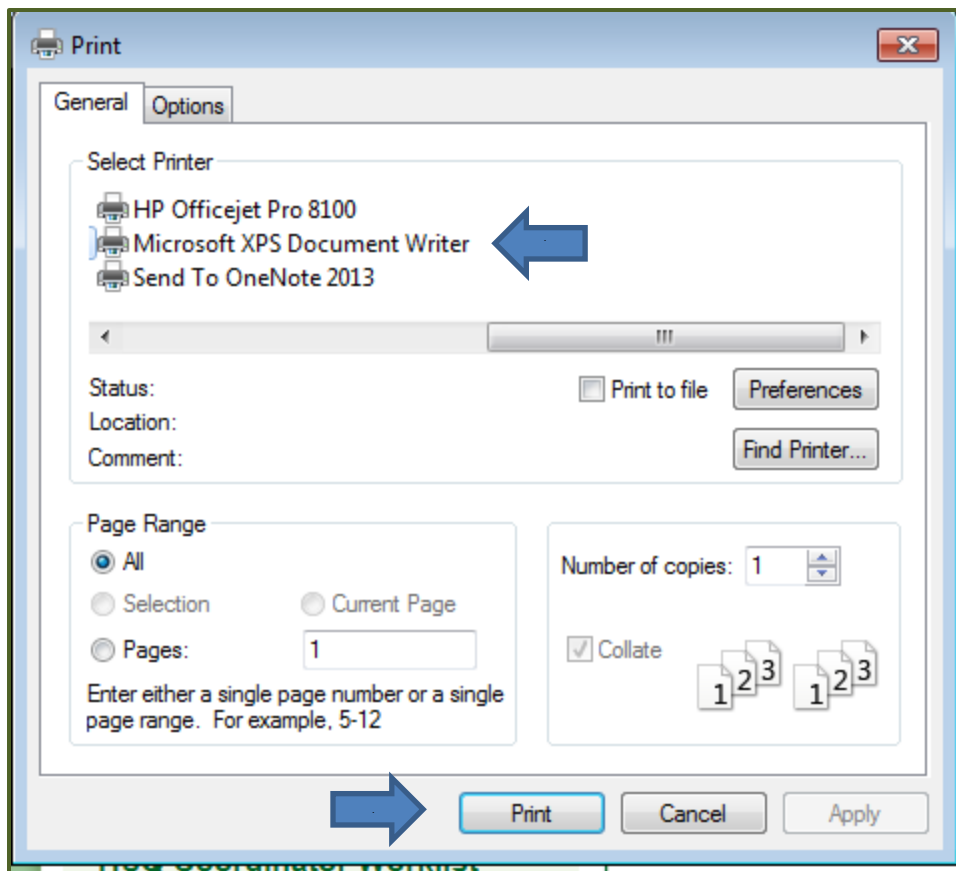 Print
General Options
Select Printer
HP Officejet Pro 8100
Microsoft XPS Document Writer
Send To OneNote 2013
Status:
Print to file
Preferences
Location:
Comment:
Find Printer...
Page Range
All
Selection
Current Page
Pages:
1
Enter either a single page number or a single
page range. For example, 5-12
Number of copies: 1
Collate
1 2 3 1 2 3
Print
Cancel
Apply
Coordinator Worklist